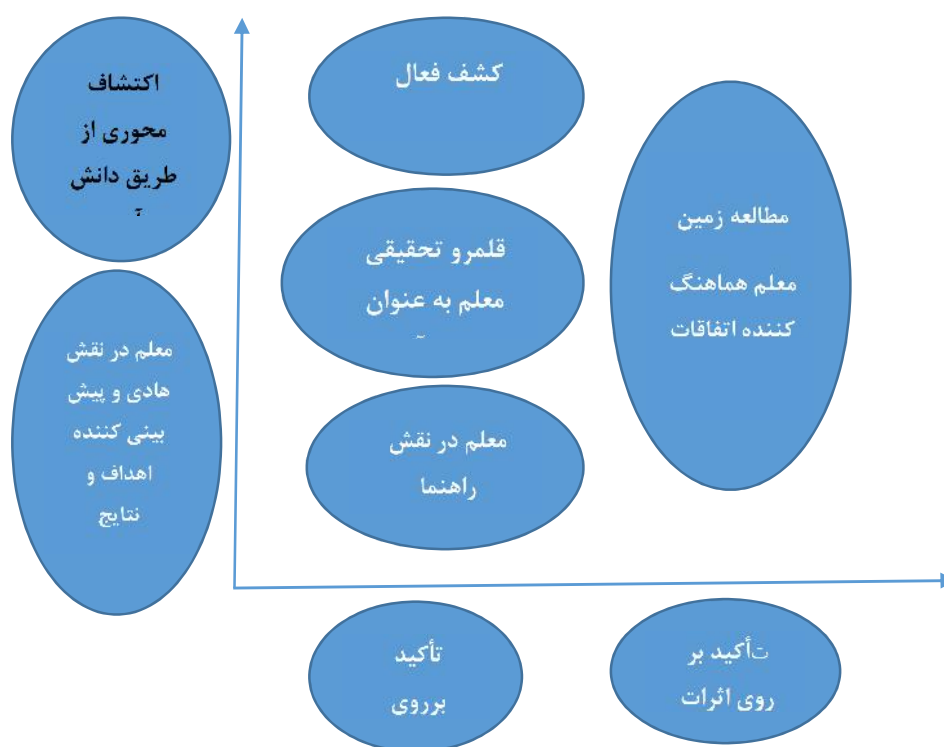 اکتشاف
محوری از
طریق دانش
کشف فعال
مطالعه زمین
معلم هماهنگ
کننده اتفاقات
قلمرو تحقیقی
معلم به عنوان
معلم در نقش
هادی و پیش
بینی کننده
اهداف و
نتایج
معلم در نقش
راهنما
تأکید
برروی
تأکید بر
روی اثرات